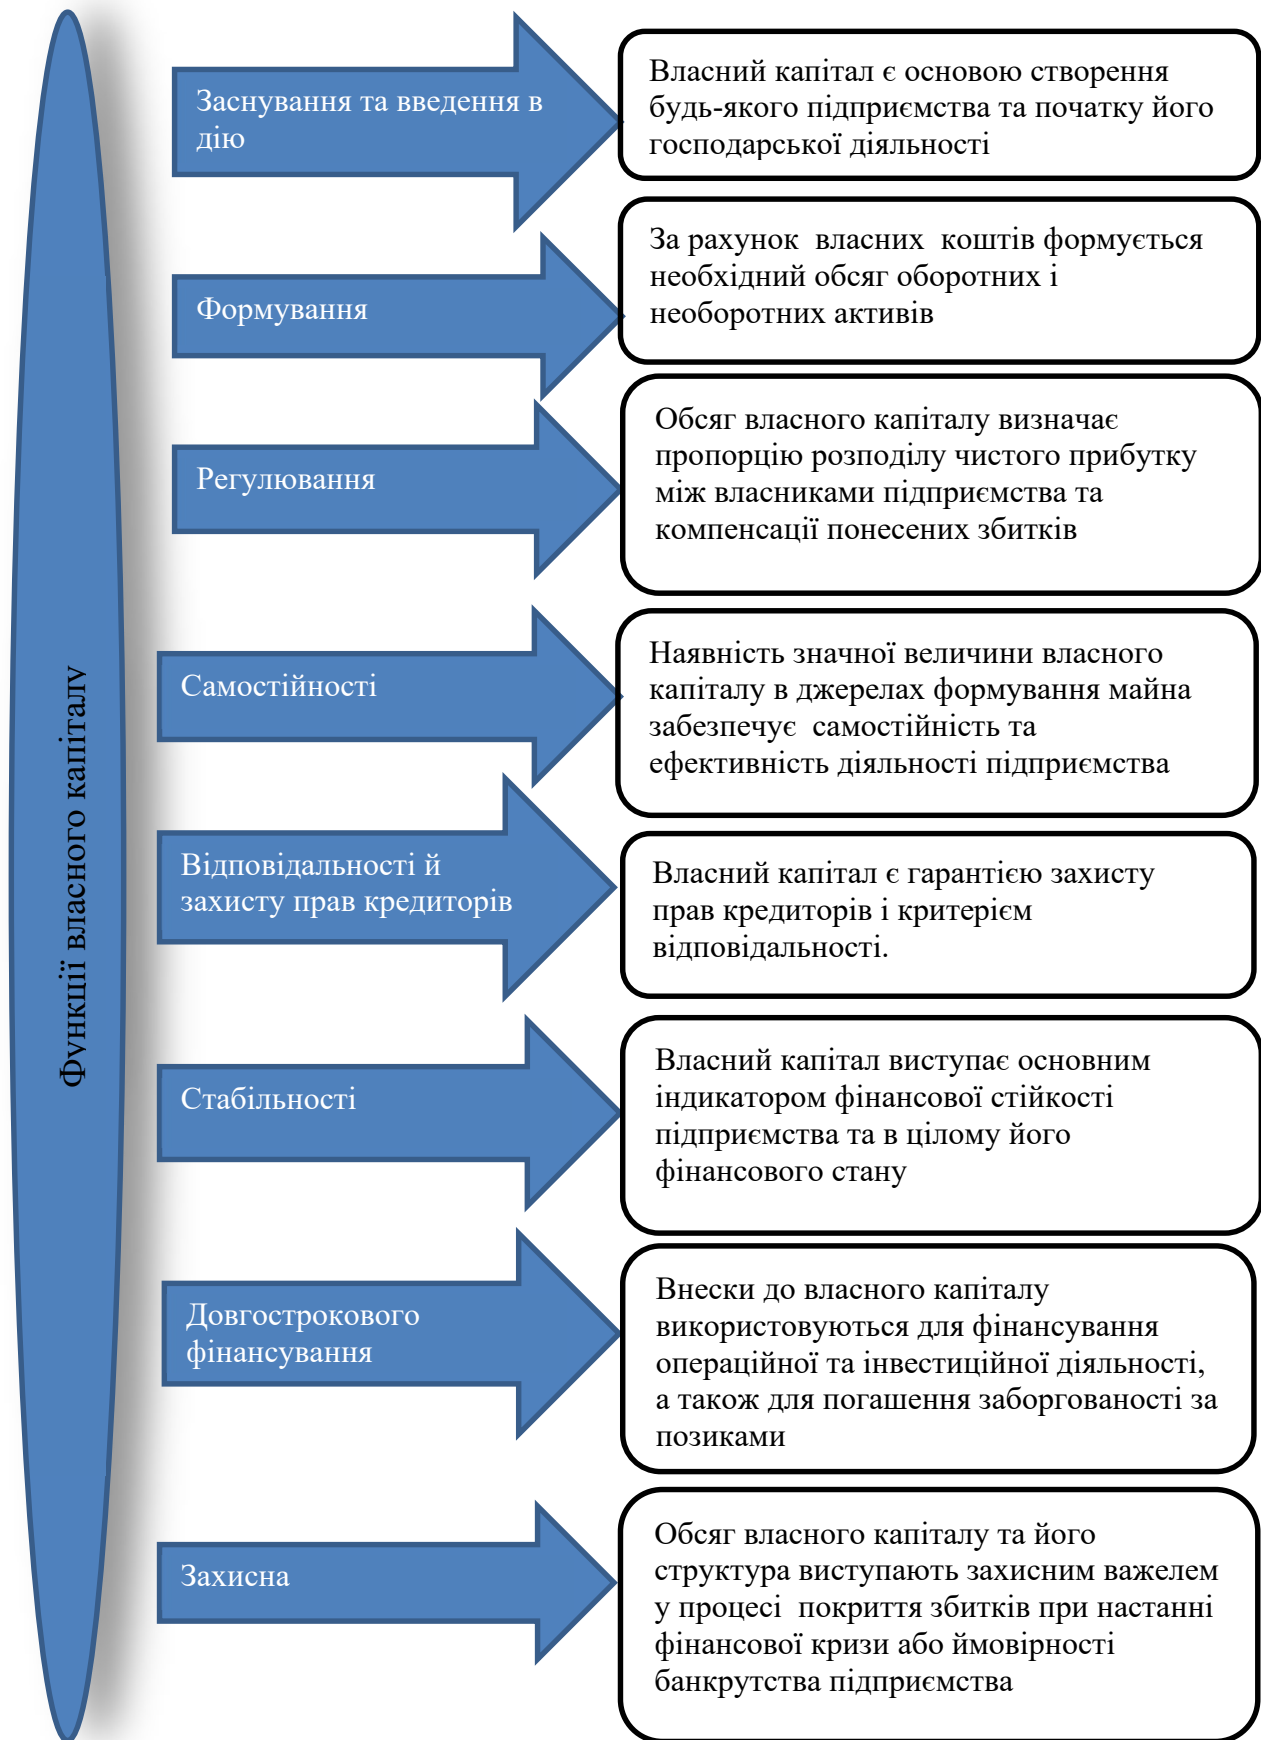 Функції власного капіталу
Заснування та введення в
дію
Власний капітал є основою створення
будь-якого підприємства та початку його
господарської діяльності
Формування
За рахунок власних коштів формується
необхідний обсяг оборотних і
необоротних активів
Регулювання
Обсяг власного капіталу визначає
пропорцію розподілу чистого прибутку
між власниками підприємства та
компенсації понесених збитків
Самостійності
Наявність значної величини власного
капіталу в джерелах формування майна
забезпечує самостійність та
ефективність діяльності підприємства
Відповідальності й
захисту прав кредиторів
Власний капітал є гарантією захисту
прав кредиторів і критерієм
відповідальності.
Стабільності
Власний капітал виступає основним
індикатором фінансової стійкості
підприємства та в цілому його
фінансового стану
Довгострокового
фінансування
Внески до власного капіталу
використовуються для фінансування
операційної та інвестиційної діяльності,
а також для погашення заборгованості за
позиками
Захисна
Обсяг власного капіталу та його
структура виступають захисним важелем
у процесі покриття збитків при настанні
фінансової кризи або ймовірності
банкрутства підприємства